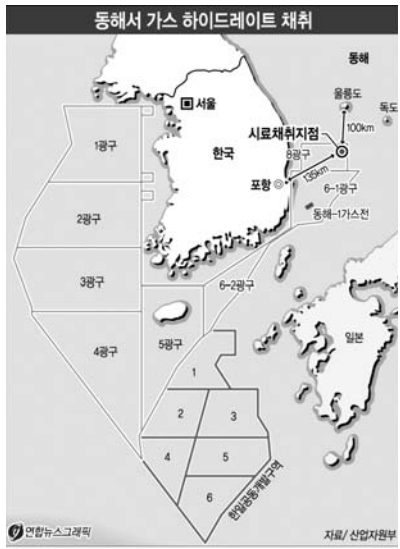 동해서 가스 하이드레이트 채취
동해
울릉도
독도
서울
100km
시료채취지점
1광구
한국
8광구
포항
135km
6-1광구
2광구
동해-1가스전
3광구
6-2광구
4광구
5광구
일본
1
2
3
4
5
6
한일공동개발구역
연합뉴스그래픽
자료/ 산업자원부